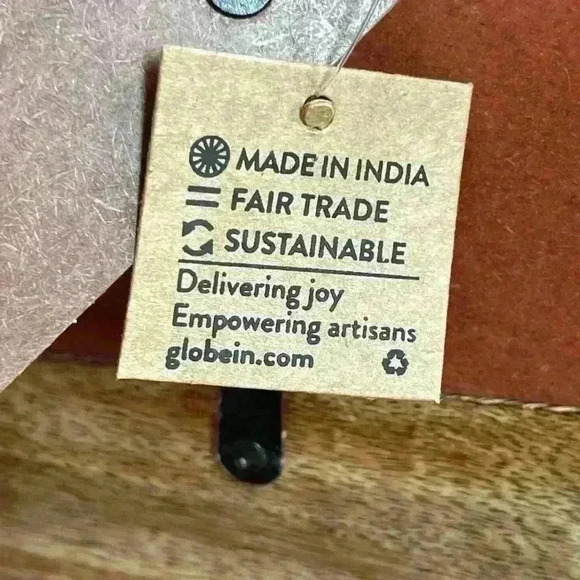 MADE IN INDIA
FAIR TRADE
SUSTAINABLE
Delivering joy
Empowering artisans
globein.com